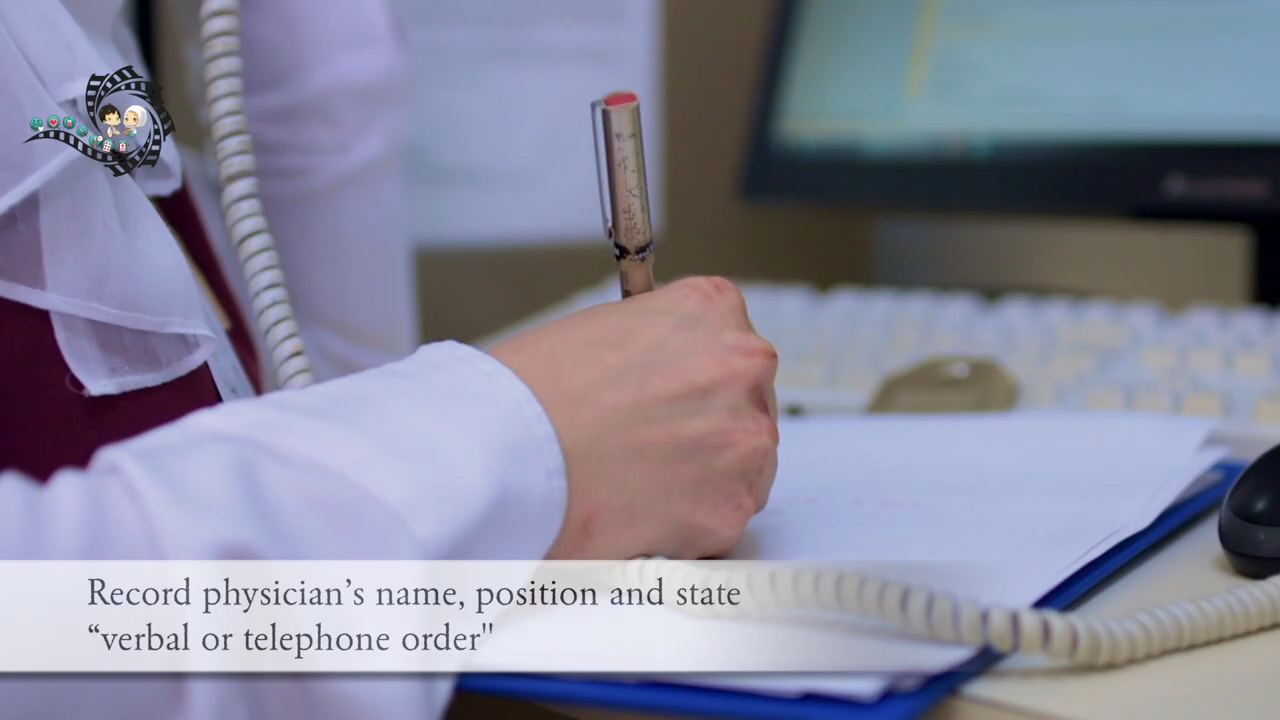 Record physician’s name, position and state
“verbal or telephone order"